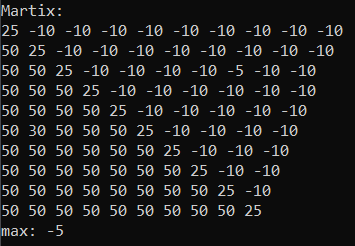 Martix:
25 -10 -10 -10 -10 -10 -10 -10 -10 -10
50 25 -10 -10 -10 -10 -10 -10 -10 -10
50 50 25 -10 -10 -10 -10 -5 -10 -10
50 50 50 25 -10 -10 -10 -10 -10 -10
50 50 50 50 25 -10 -10 -10 -10 -10
50 30 50 50 50 25 -10 -10 -10 -10
50 50 50 50 50 50 25 -10 -10 -10
50 50 50 50 50 50 50 25 -10 -10
50 50 50 50 50 50 50 50 25 -10
50 50 50 50 50 50 50 50 50 25
max: -5